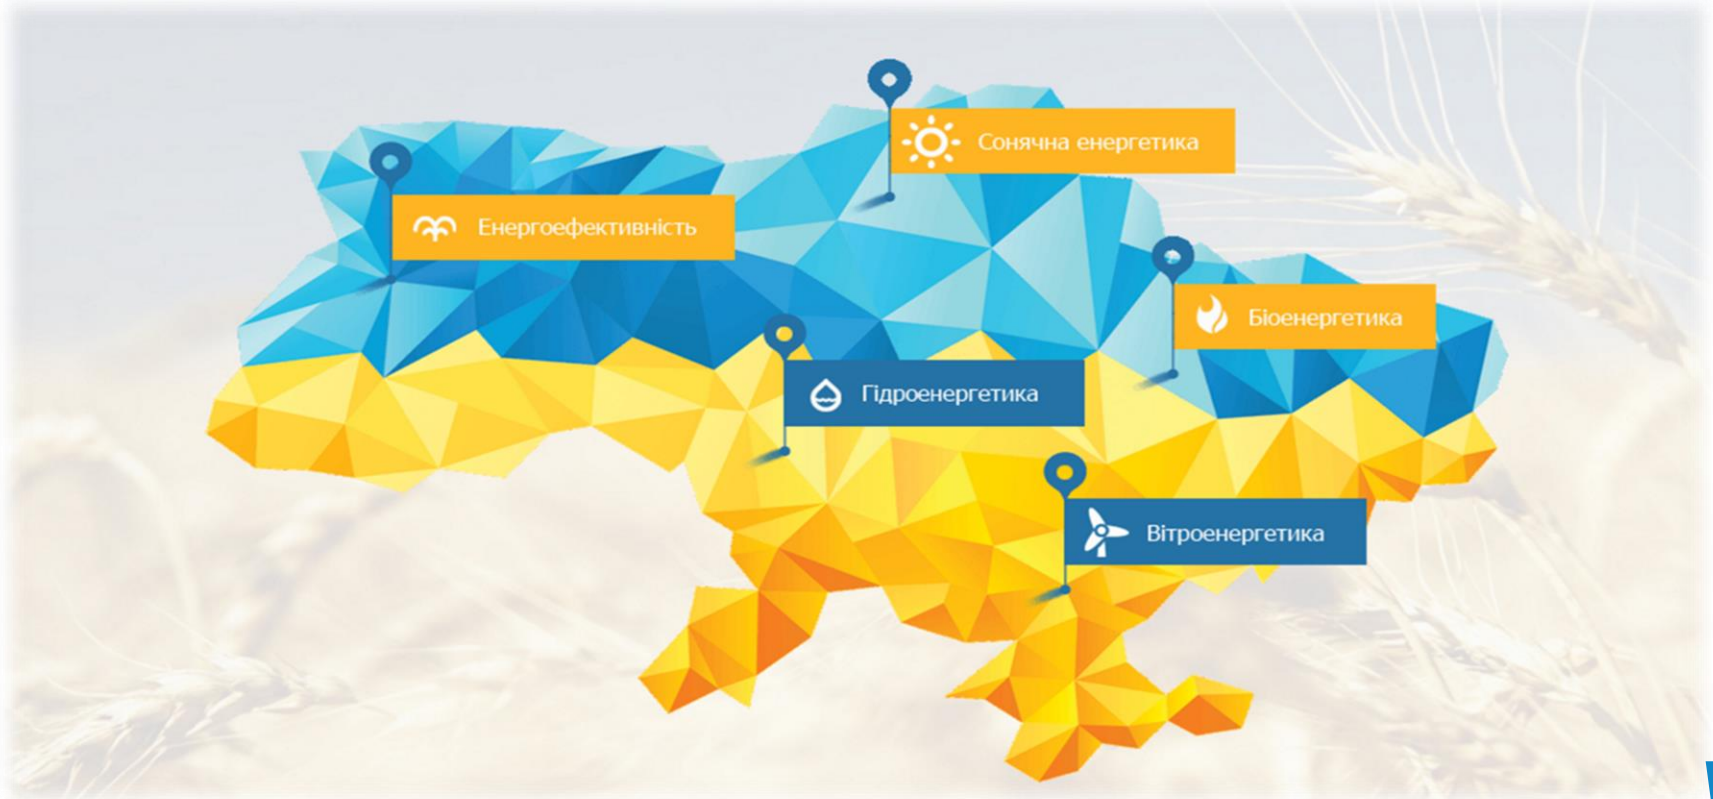 Сонячна енергетика
Енергоефективність
Біоенергетика
Гідроенергетика
Вітроенергетика